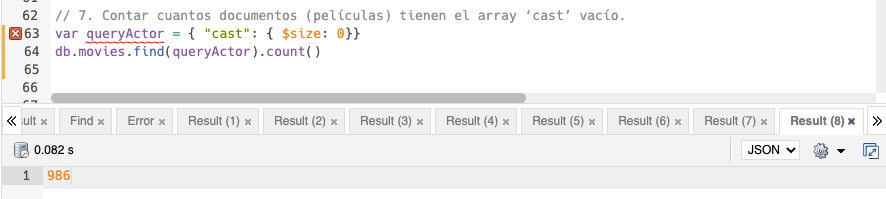 62 // 7. Contar cuantos documentos (películas) tienen el array ‘cast’ vacío.
63 var queryActor = { "cast": { $size: 0}}
64 db.movies.find(queryActor).count()
65
66
ult × Find × Error × Result (1) × Result (2) × Result (3) × Result (4) × Result (5) × Result (6) × Result (7) × Result (8) ×
0.082 s JSON
1 986